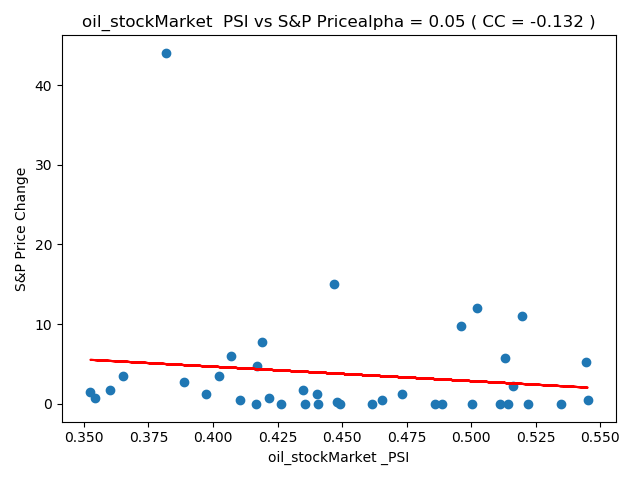 oil_stockMarket  PSI vs S&P Pricealpha = 0.05 ( CC = -0.132 )
S&P Price Change
40
30
20
10
0
0.350 0.375 0.400 0.425 0.450 0.475 0.500 0.525 0.550
oil_stockMarket _PSI